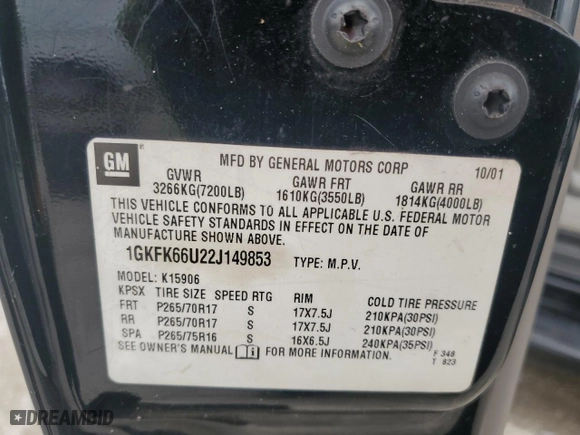 GM
MFD BY GENERAL MOTORS CORP 10/01
GVWR GAWR FRT GAWR RR
3266KG(7200LB) 1610KG(3550LB) 1814KG(4000LB)
THIS VEHICLE CONFORMS TO ALL APPLICABLE U.S. FEDERAL MOTOR
VEHICLE SAFETY STANDARDS IN EFFECT ON THE DATE OF
MANUFACTURE SHOWN ABOVE.
1GKFK66U22J149853 TYPE: M.P.V.
MODEL: K15906
KPSX TIRE SIZE SPEED RTG RIM COLD TIRE PRESSURE
FRT P265/70R17 S 17X7.5J 210KPA(30PSI)
RR P265/70R17 S 17X7.5J 210KPA(30PSI)
SPA P265/75R16 S 16X6.5J 240KPA(35PSI)
SEE OWNER'S MANUAL FOR MORE INFORMATION.
F 348
T 823
DREAMBID